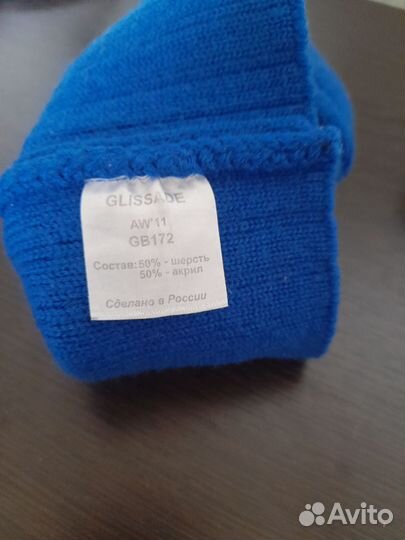 GLISSADE
AW'11
GB172
Состав: 50% - шерсть
50% - акрил
Сделано в России
Avito